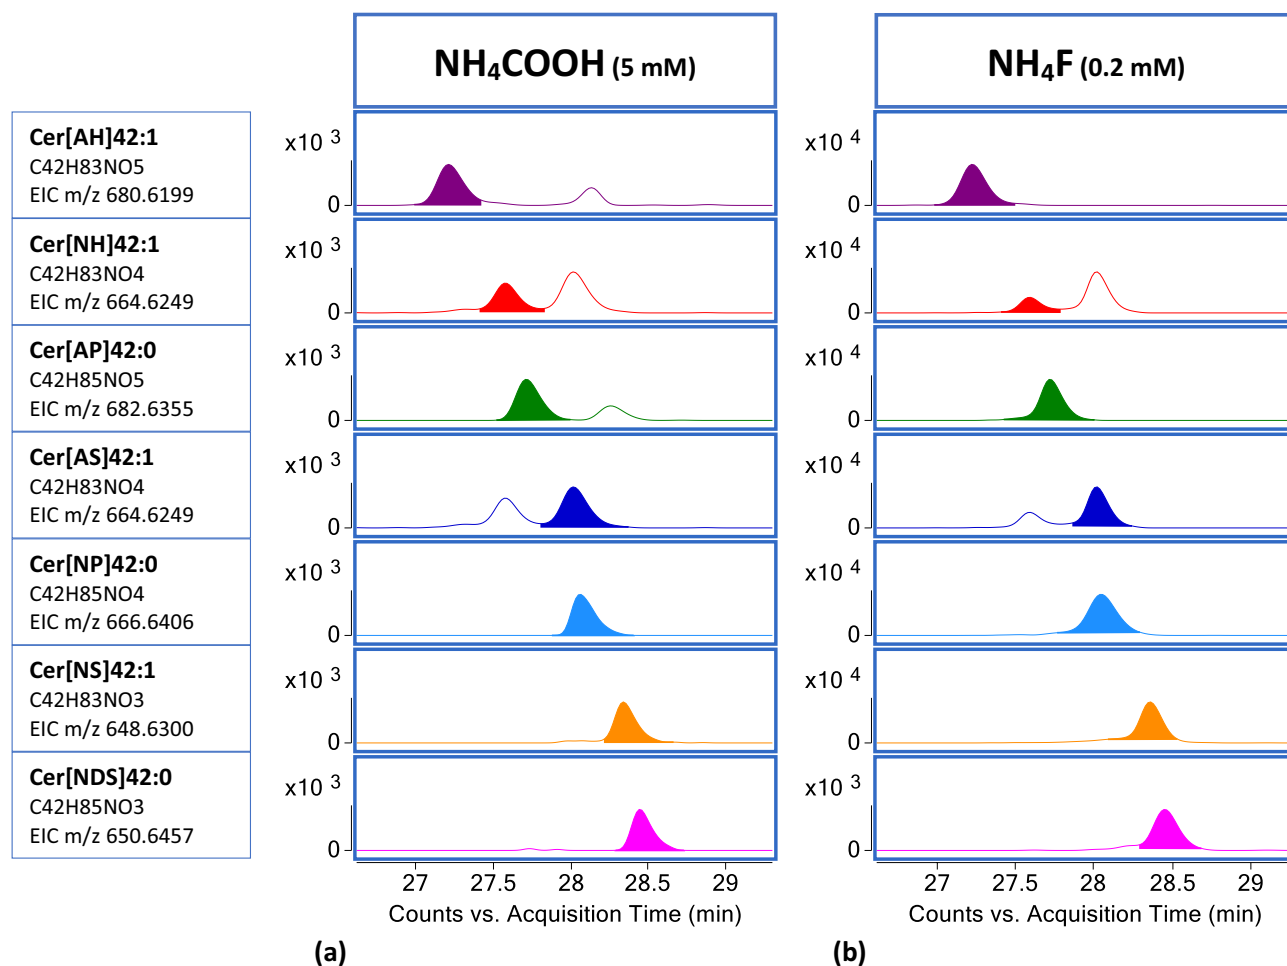 NH₄COOH (5 mM)
NH₄F (0.2 mM)
Cer[AH]42:1
C42H83NO5
EIC m/z 680.6199
x10 3
0
x10 4
0
Cer[NH]42:1
C42H83NO4
EIC m/z 664.6249
x10 3
0
x10 4
0
Cer[AP]42:0
C42H85NO5
EIC m/z 682.6355
x10 3
0
x10 4
0
Cer[AS]42:1
C42H83NO4
EIC m/z 664.6249
x10 3
0
x10 4
0
Cer[NP]42:0
C42H85NO4
EIC m/z 666.6406
x10 3
0
x10 4
0
Cer[NS]42:1
C42H83NO3
EIC m/z 648.6300
x10 3
0
x10 4
0
Cer[NDS]42:0
C42H85NO3
EIC m/z 650.6457
x10 3
0
x10 4
0
27 27.5 28 28.5 29
Counts vs. Acquisition Time (min)
(a)
27 27.5 28 28.5 29
Counts vs. Acquisition Time (min)
(b)